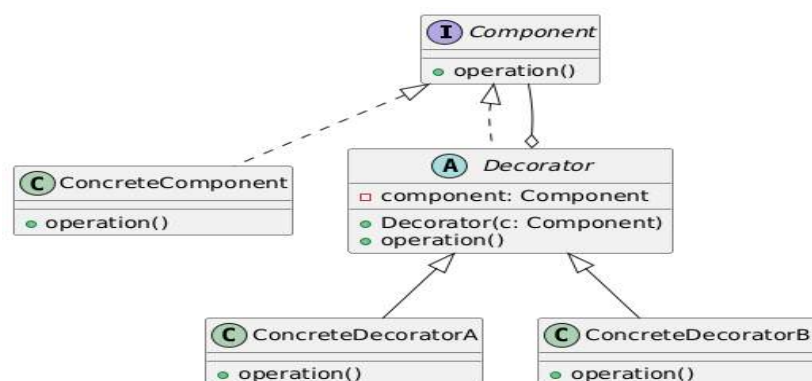 I Component
operation()
C ConcreteComponent
operation()
A Decorator
component: Component
Decorator(c: Component)
operation()
C ConcreteDecoratorA
operation()
C ConcreteDecoratorB
operation()